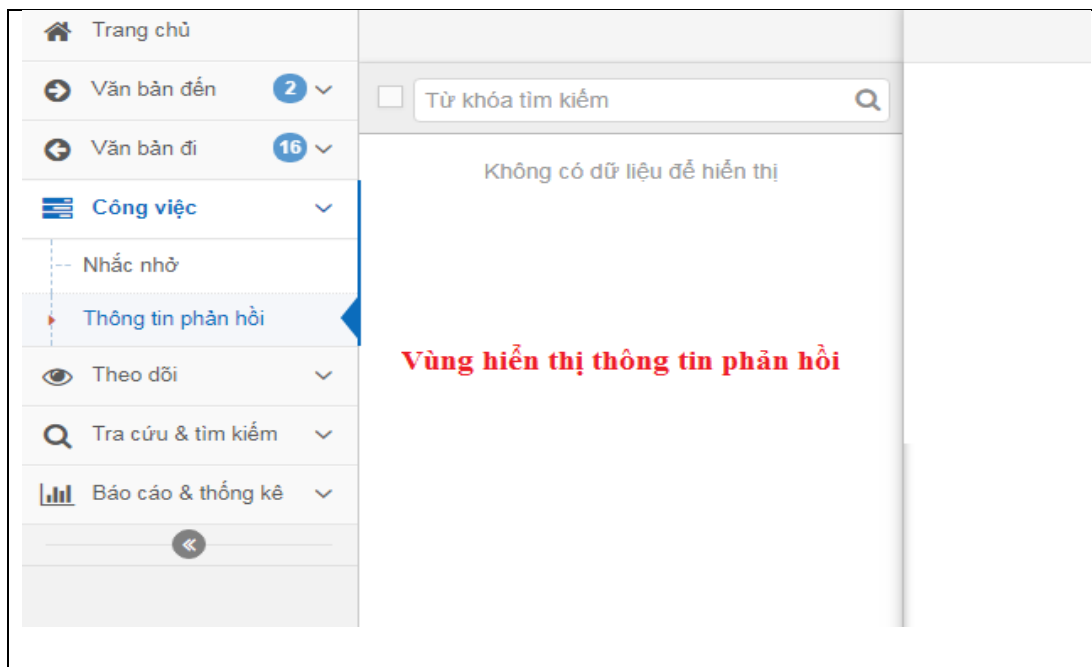 Trang chủ
Văn bản đến 2
Văn bản đi 16
Công việc
Nhắc nhở
Thông tin phản hồi
Theo dõi
Tra cứu & tìm kiếm
Báo cáo & thống kê
Từ khóa tìm kiếm
Không có dữ liệu để hiển thị
Vùng hiển thị thông tin phản hồi